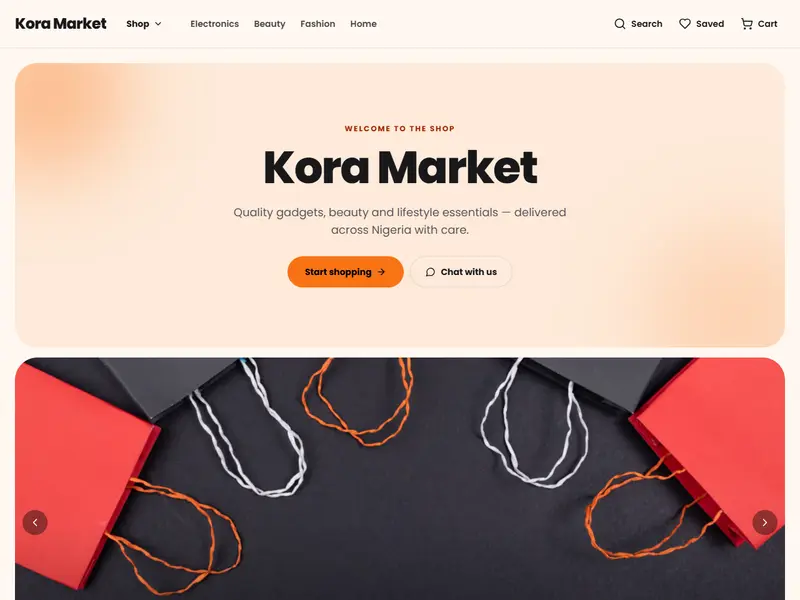 Kora Market
Shop
Electronics
Beauty
Fashion
Home
Search
Saved
Cart
WELCOME TO THE SHOP
Kora Market
Quality gadgets, beauty and lifestyle essentials — delivered
across Nigeria with care.
Start shopping
Chat with us